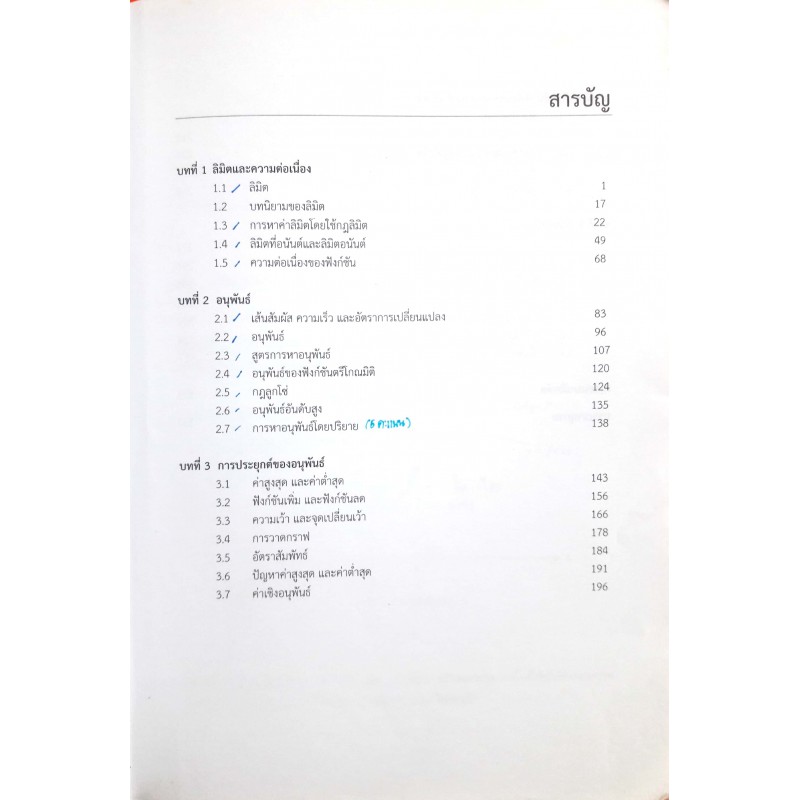 สารบัญ
บทที่ 1 ลิมิตและความต่อเนื่อง
1.1 ลิมิต 1
1.2 บทนิยามของลิมิต 17
1.3 การหาค่าลิมิตโดยใช้กฎลิมิต 22
1.4 ลิมิตที่อนันต์และลิมิตอนันต์ 49
1.5 ความต่อเนื่องของฟังก์ชัน 68
บทที่ 2 อนุพันธ์
2.1 เส้นสัมผัส ความเร็ว และอัตราการเปลี่ยนแปลง 83
2.2 อนุพันธ์ 96
2.3 สูตรการหาอนุพันธ์ 107
2.4 อนุพันธ์ของฟังก์ชันตรีโกณมิติ 120
2.5 กฎลูกโซ่ 124
2.6 อนุพันธ์อันดับสูง 135
2.7 การหาอนุพันธ์โดยปริยาย (5 คะแนน) 138
บทที่ 3 การประยุกต์ของอนุพันธ์
3.1 ค่าสูงสุด และค่าต่ำสุด 143
3.2 ฟังก์ชันเพิ่ม และฟังก์ชันลด 156
3.3 ความเว้า และจุดเปลี่ยนเว้า 166
3.4 การวาดกราฟ 178
3.5 อัตราสัมพัทธ์ 184
3.6 ปัญหาค่าสูงสุด และค่าต่ำสุด 191
3.7 ค่าเชิงอนุพันธ์ 196